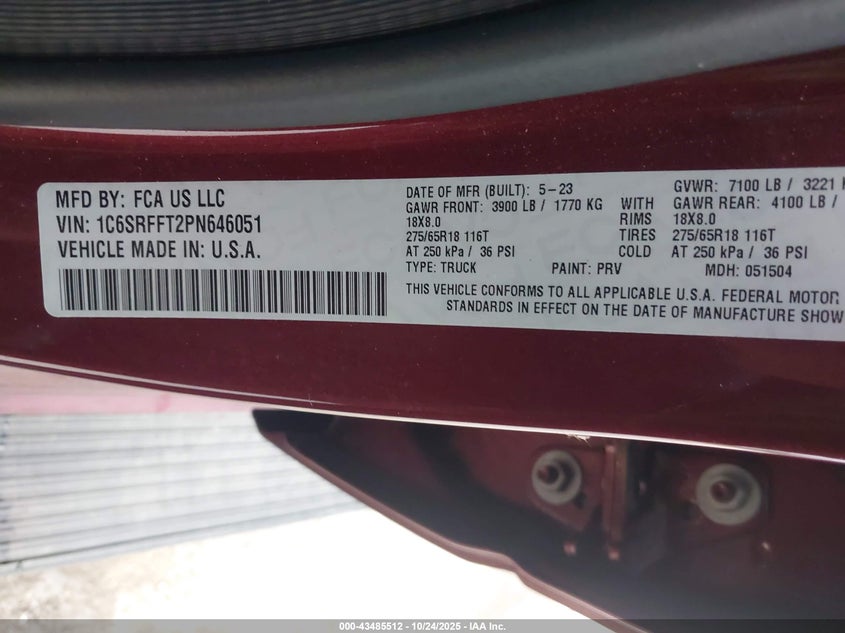 MFD BY: FCA US LLC
VIN: 1C6SRFFT2PN646051
VEHICLE MADE IN: U.S.A.
DATE OF MFR (BUILT): 5-23
GVWR: 7100 LB / 3221 K
GAWR FRONT: 3900 LB / 1770 KG WITH GAWR REAR: 4100 LB /
18X8.0 RIMS 18X8.0
275/65R18 116T TIRES 275/65R18 116T
AT 250 kPa / 36 PSI COLD AT 250 kPa / 36 PSI
TYPE: TRUCK PAINT: PRV MDH: 051504
THIS VEHICLE CONFORMS TO ALL APPLICABLE U.S.A. FEDERAL MOTOR
STANDARDS IN EFFECT ON THE DATE OF MANUFACTURE SHOW
000-43485512 - 10/24/2025 - IAA Inc.